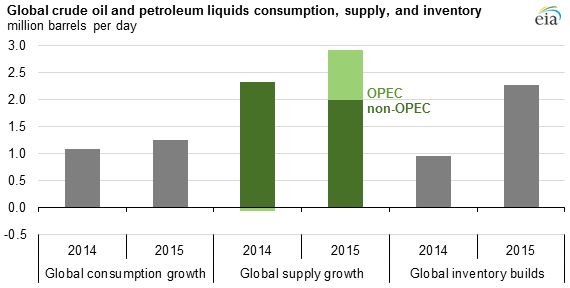 Global crude oil and petroleum liquids consumption, supply, and inventory
million barrels per day
eia
3.0
2.5
2.0
1.5
1.0
0.5
0.0
-0.5
OPEC
non-OPEC
2014 2015 2014 2015 2014 2015
Global consumption growth Global supply growth Global inventory builds